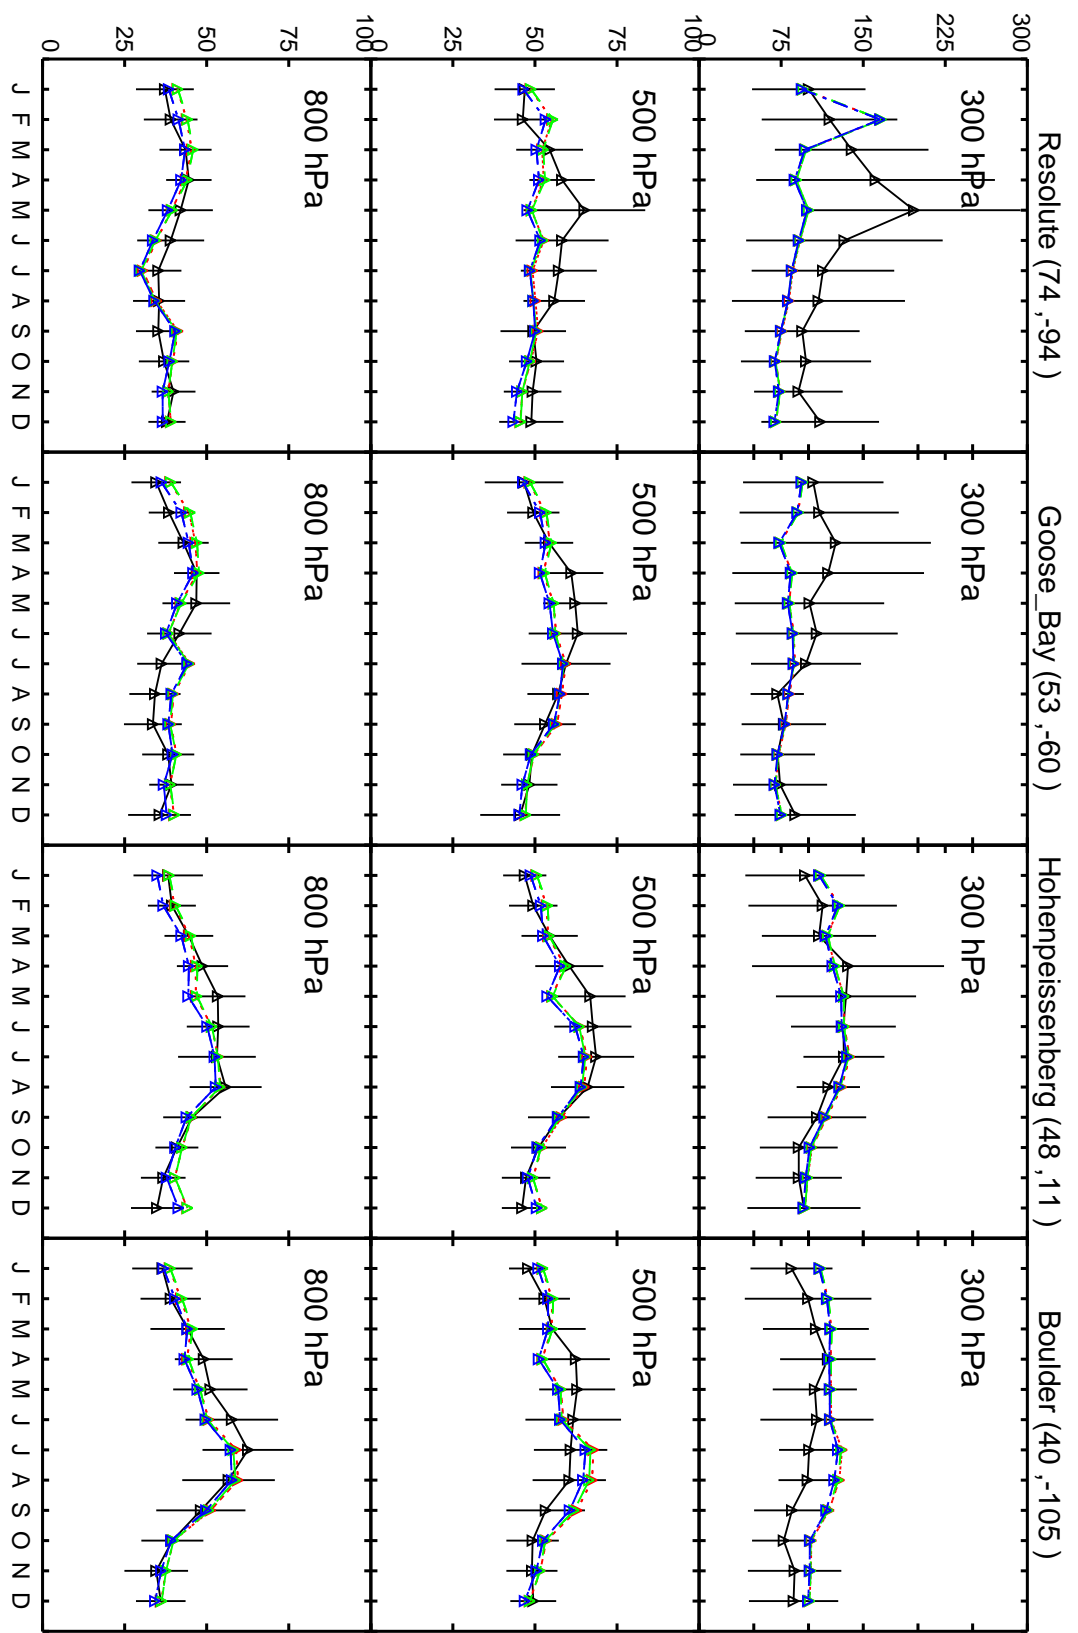 Resolute (74 ,-94 )
Goose_Bay (53 ,-60 )
Hohenpeissenberg (48 ,11 )
Boulder (40 ,-105 )
300
225
150
75
0
300 hPa
300 hPa
300 hPa
300 hPa
100
75
50
25
0
500 hPa
500 hPa
500 hPa
500 hPa
100
75
50
25
0
800 hPa
800 hPa
800 hPa
800 hPa
J F M A M J J A S O N D
J F M A M J J A S O N D
J F M A M J J A S O N D
J F M A M J J A S O N D